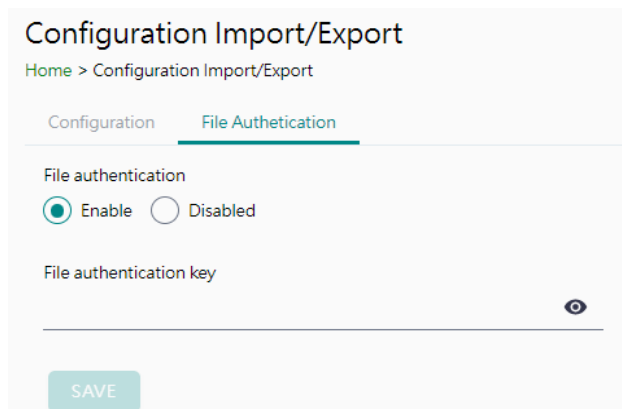 Configuration Import/Export
Home > Configuration Import/Export
Configuration File Authetication
File authentication
Enable Disabled
File authentication key
SAVE